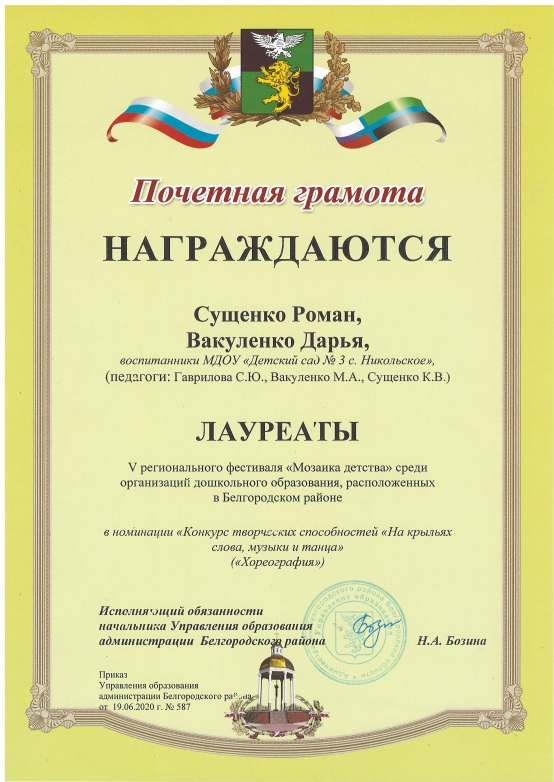 Почетная грамота
НАГРАЖДАЮТСЯ
Сущенко Роман,
Вакуленко Дарья,
воспитанники МДОУ «Детский сад № 3 с. Никольское»,
(педагоги: Гаврилова С.Ю., Вакуленко М.А., Сущенко К.В.)
ЛАУРЕАТЫ
V регионального фестиваля «Мозаика детства» среди
организаций дошкольного образования, расположенных
в Белгородском районе
в номинации «Конкурс творческих способностей «На крыльях
слова, музыки и танца»
(«Хореография»)
Исполняющий обязанности
начальника Управления образования
администрации Белгородского района
Н.А. Бозина
Приказ
Управления образования
администрации Белгородского района
от 19.06.2020 г. № 587